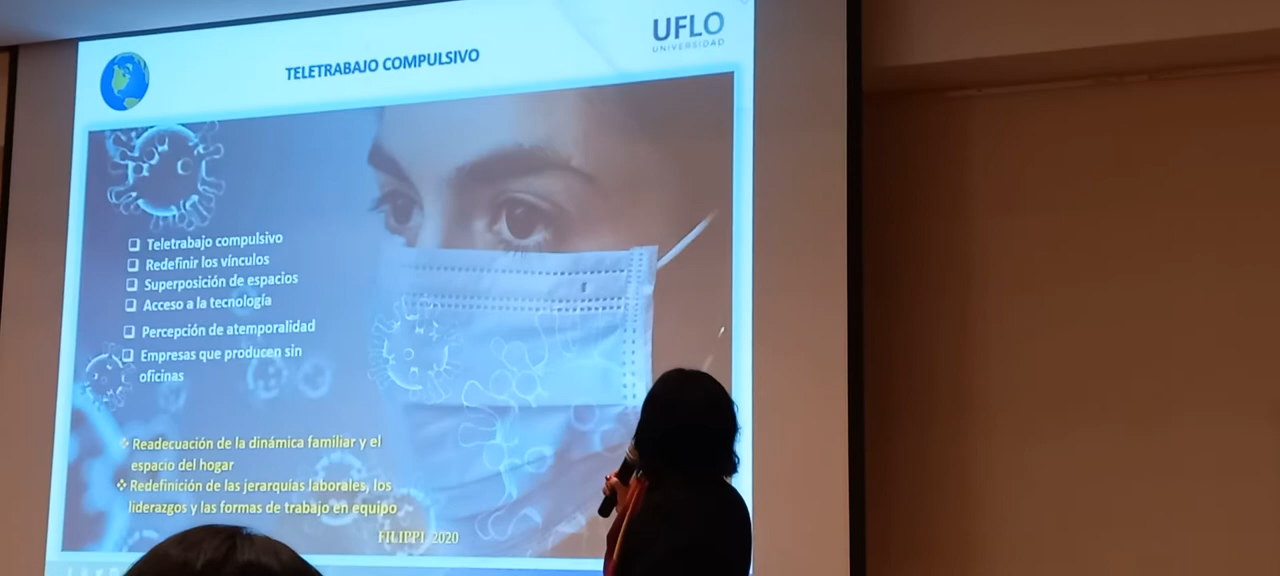 UFLO
UNIVERSIDAD
TELETRABAJO COMPULSIVO
❑ Teletrabajo compulsivo
❑ Redefinir los vínculos
❑ Superposición de espacios
❑ Acceso a la tecnología
❑ Percepción de atemporalidad
❑ Empresas que producen sin
oficinas
❖ Readecuación de la dinámica familiar y el
espacio del hogar
❖ Redefinición de las jerarquías laborales, los
liderazgos y las formas de trabajo en equipo
FILIPPI 2020